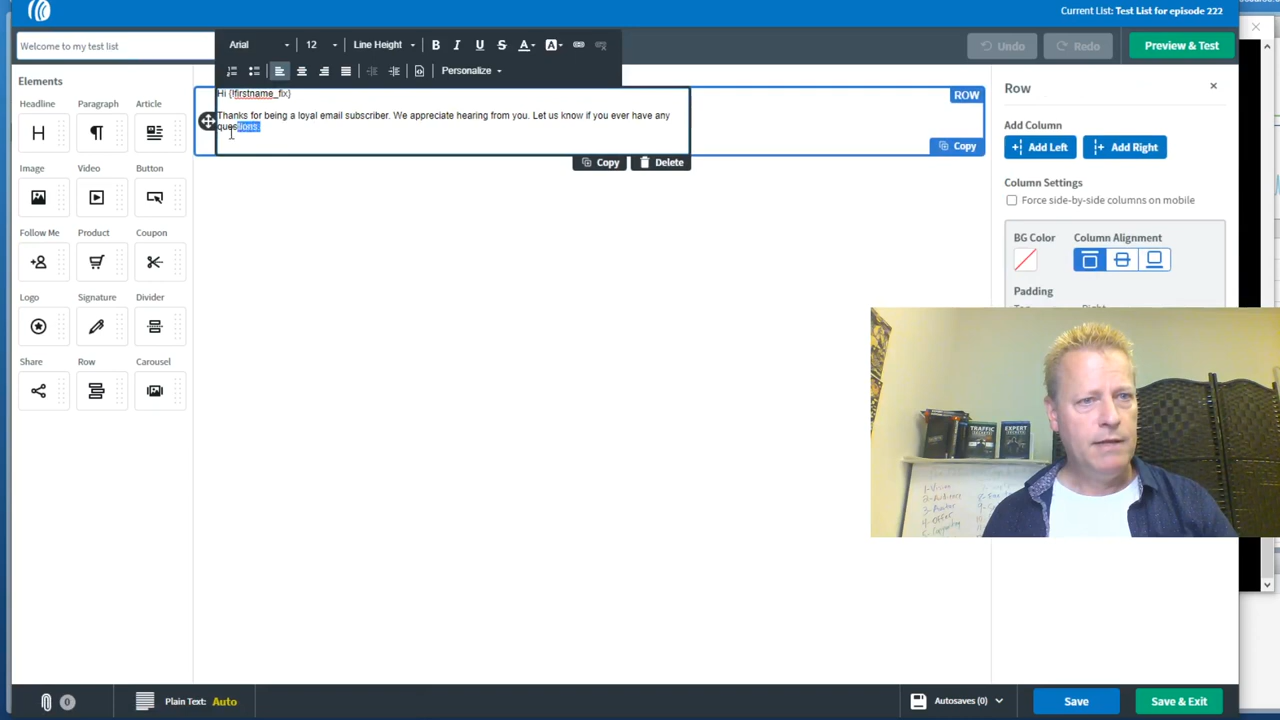 Current List: Test List for episode 222
Welcome to my test list
Arial
12
Line Height
B I U S A A
Undo
Redo
Preview & Test
Personalize
Elements
Headline
Paragraph
Article
H
Image
Video
Button
Follow Me
Product
Coupon
Logo
Signature
Divider
Share
Row
Carousel
Hi {!firstname_fix}
Thanks for being a loyal email subscriber. We appreciate hearing from you. Let us know if you ever have any
questions.
ROW
Copy
Copy
Delete
Row
Add Column
Add Left
Add Right
Column Settings
Force side-by-side columns on mobile
BG Color
Column Alignment
Padding
TRAFFIC
SECRETS
EXPERT
SECRETS
0
Plain Text: Auto
Autosaves (0)
Save
Save & Exit